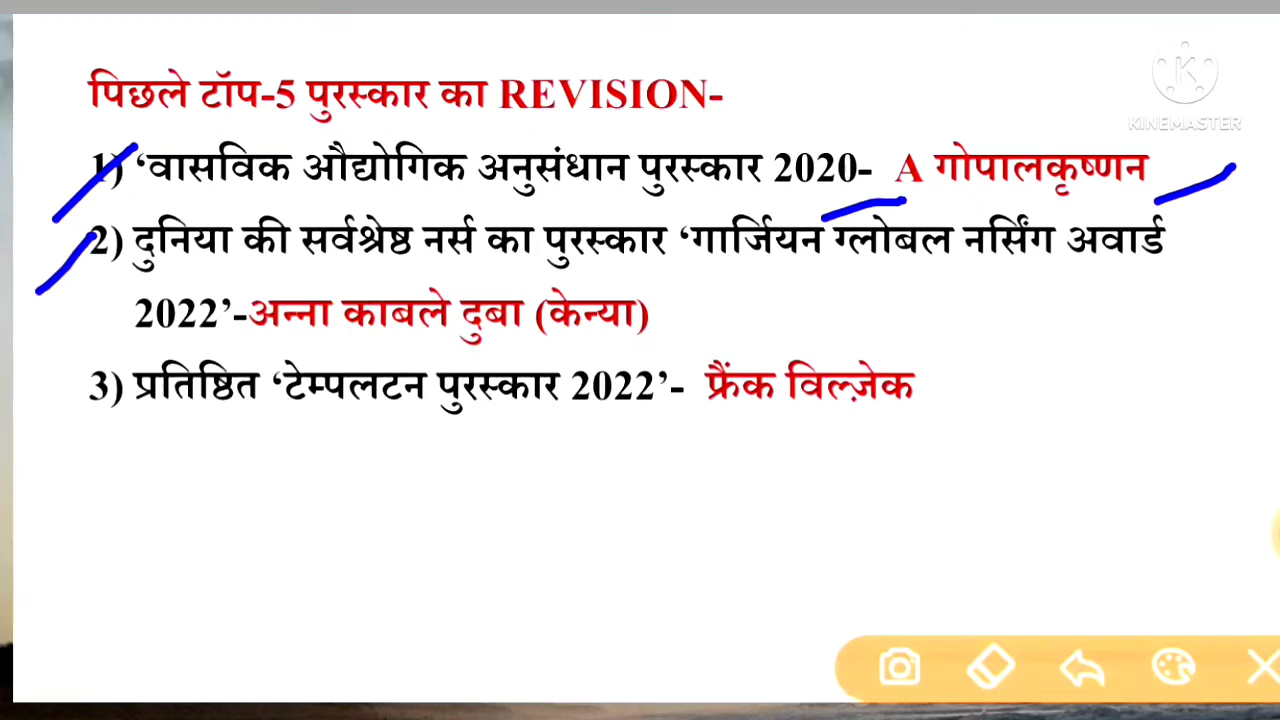 पिछले टॉप-5 पुरस्कार का REVISION-
KINEMASTER
1) ‘वासविक औद्योगिक अनुसंधान पुरस्कार 2020- A गोपालकृष्णन
2) दुनिया की सर्वश्रेष्ठ नर्स का पुरस्कार ‘गार्जियन ग्लोबल नर्सिंग अवार्ड
2022’-अन्ना काबले दुबा (केन्या)
3) प्रतिष्ठित ‘टेम्पलटन पुरस्कार 2022’- फ्रैंक विल्ज़ेक